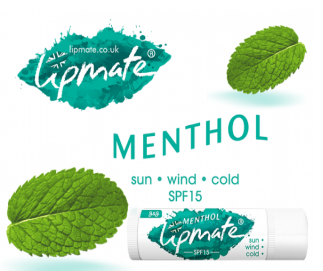 lipmate.co.uk
lipmate®
MENTHOL
sun • wind • cold
SPF15
MENTHOL
lipmate®
SPF15
sun •
wind •
cold •